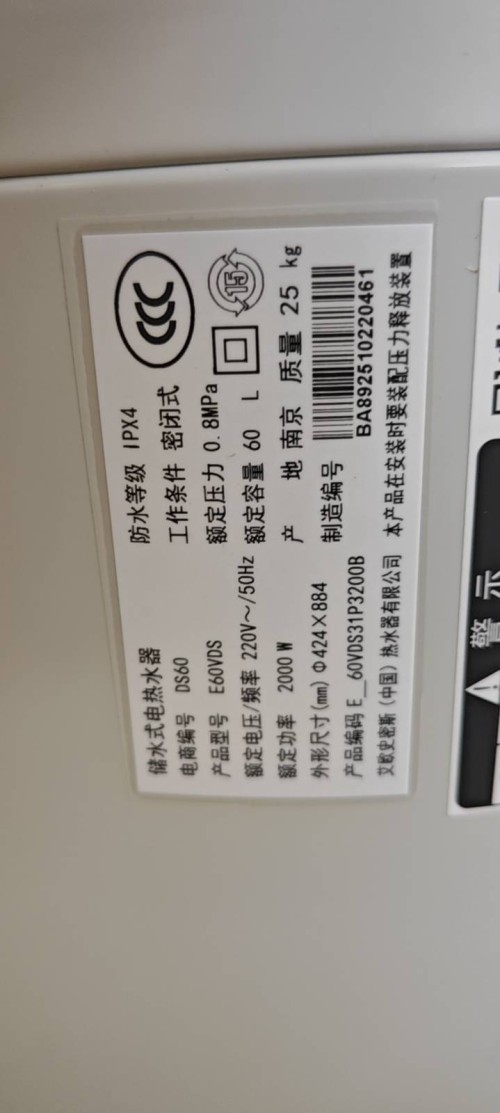 储水式电热水器
电商编号 DS60
产品型号 E60VDS
额定电压/频率 220V～/50Hz
额定功率 2000 W
外形尺寸(mm) Φ424×884
产品编码 E__60VDS31P3200B
艾欧史密斯(中国)热水器有限公司
防水等级 IPX4
工作条件 密闭式
额定压力 0.8MPa
额定容量 60 L
产 地 南京 质量 25 kg
制造编号
BA892510220461
本产品在安装时要装配压力释放装置
CCC
15
警示